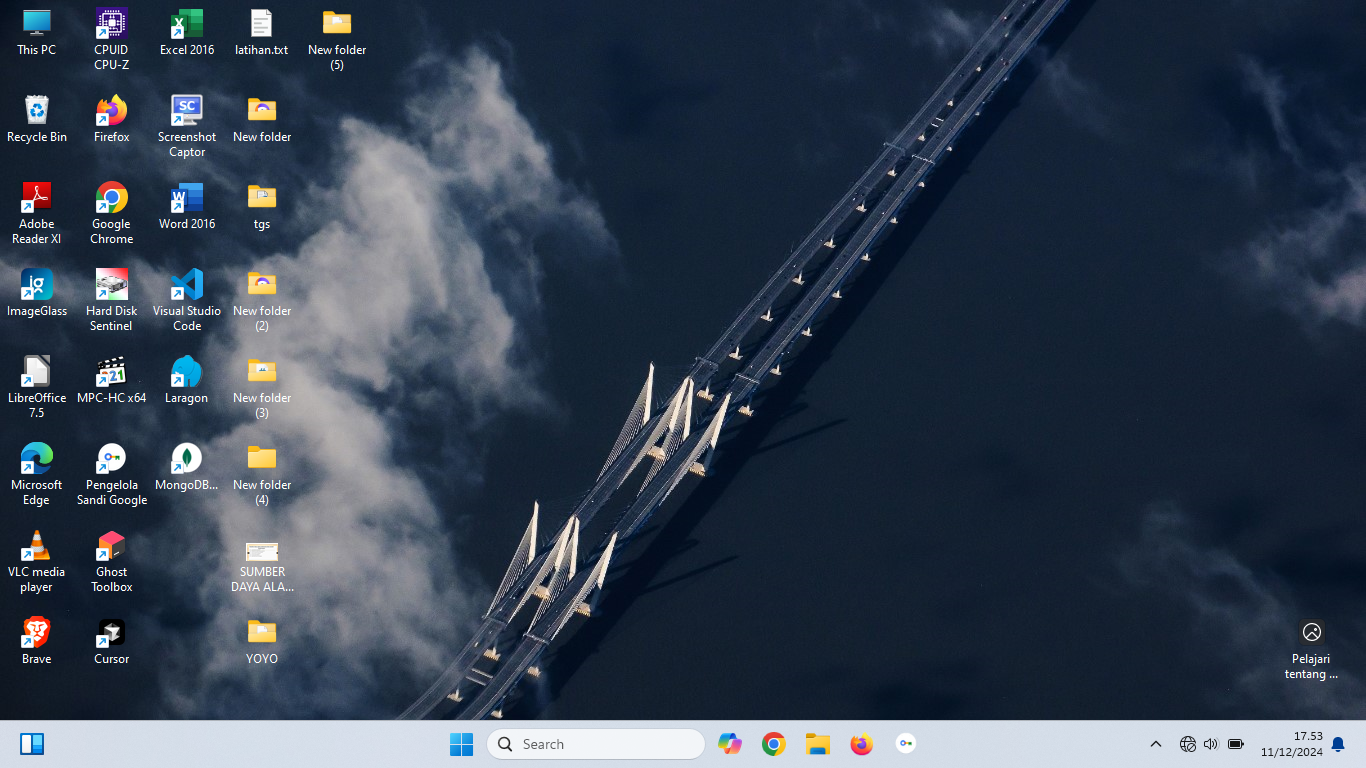 This PC
CPUID
CPU-Z
Excel 2016
latihan.txt
New folder
(5)
Recycle Bin
Firefox
Screenshot
Captor
New folder
Adobe
Reader XI
Google
Chrome
Word 2016
tgs
ImageGlass
Hard Disk
Sentinel
Visual Studio
Code
New folder
(2)
LibreOffice
7.5
MPC-HC x64
Laragon
New folder
(3)
Microsoft
Edge
Pengelola
Sandi Google
MongoDB...
New folder
(4)
VLC media
player
Ghost
Toolbox
SUMBER
DAYA ALA...
Brave
Cursor
YOYO
Pelajari
tentang ...
Search
17.53
11/12/2024